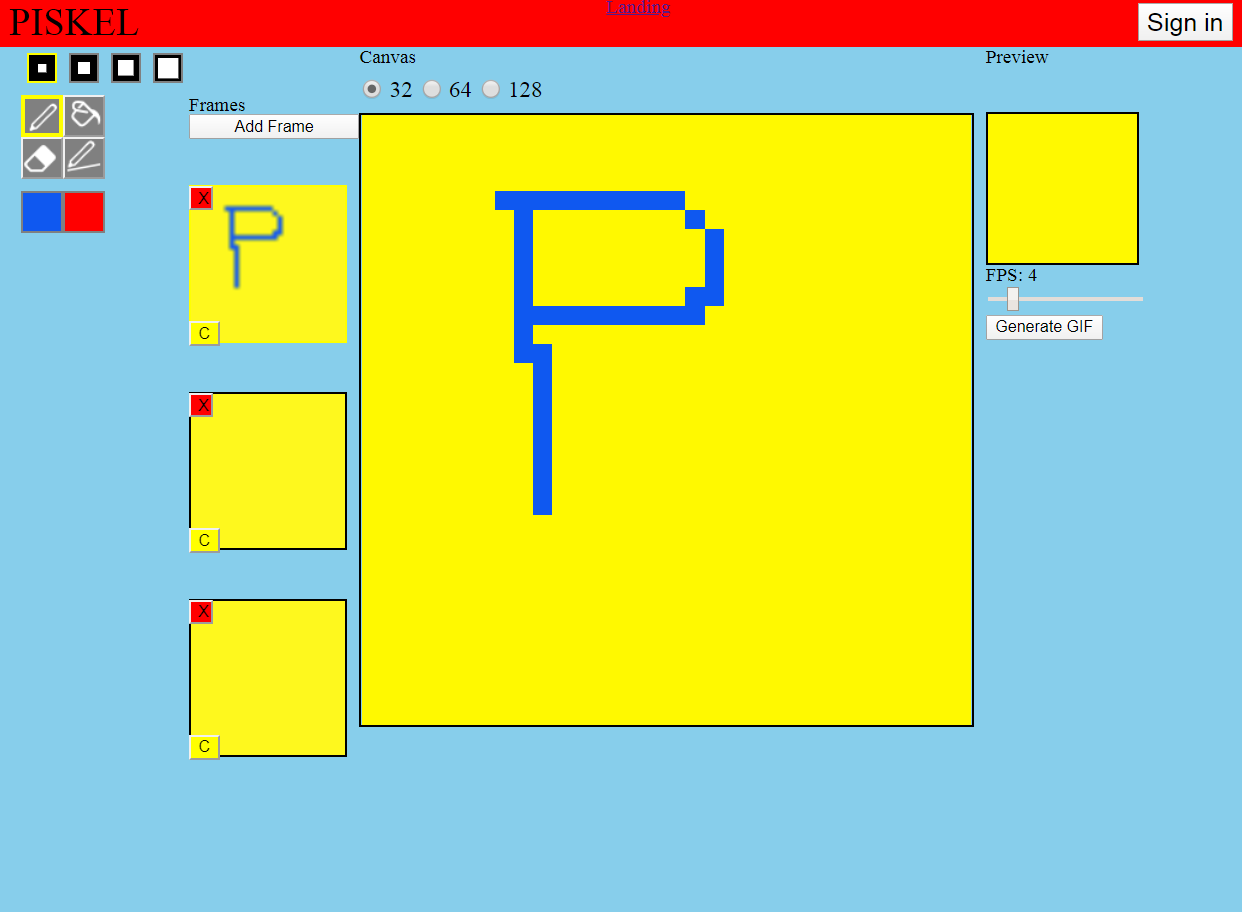 PISKEL
Landing
Sign in
Canvas
Preview
32 64 128
Frames
Add Frame
X
P
C
X
C
X
C
P
FPS: 4
Generate GIF